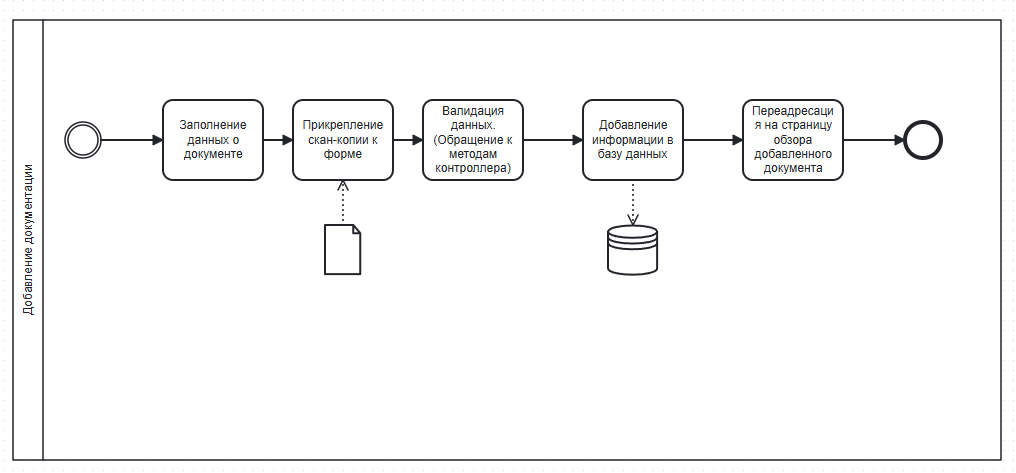 Добавление документации
Заполнение
данных о
документе
Прикрепление
скан-копии к
форме
Валидация
данных.
(Обращение к
методам
контроллера)
Добавление
информации в
базу данных
Переадресаци
я на страницу
обзора
добавленного
документа